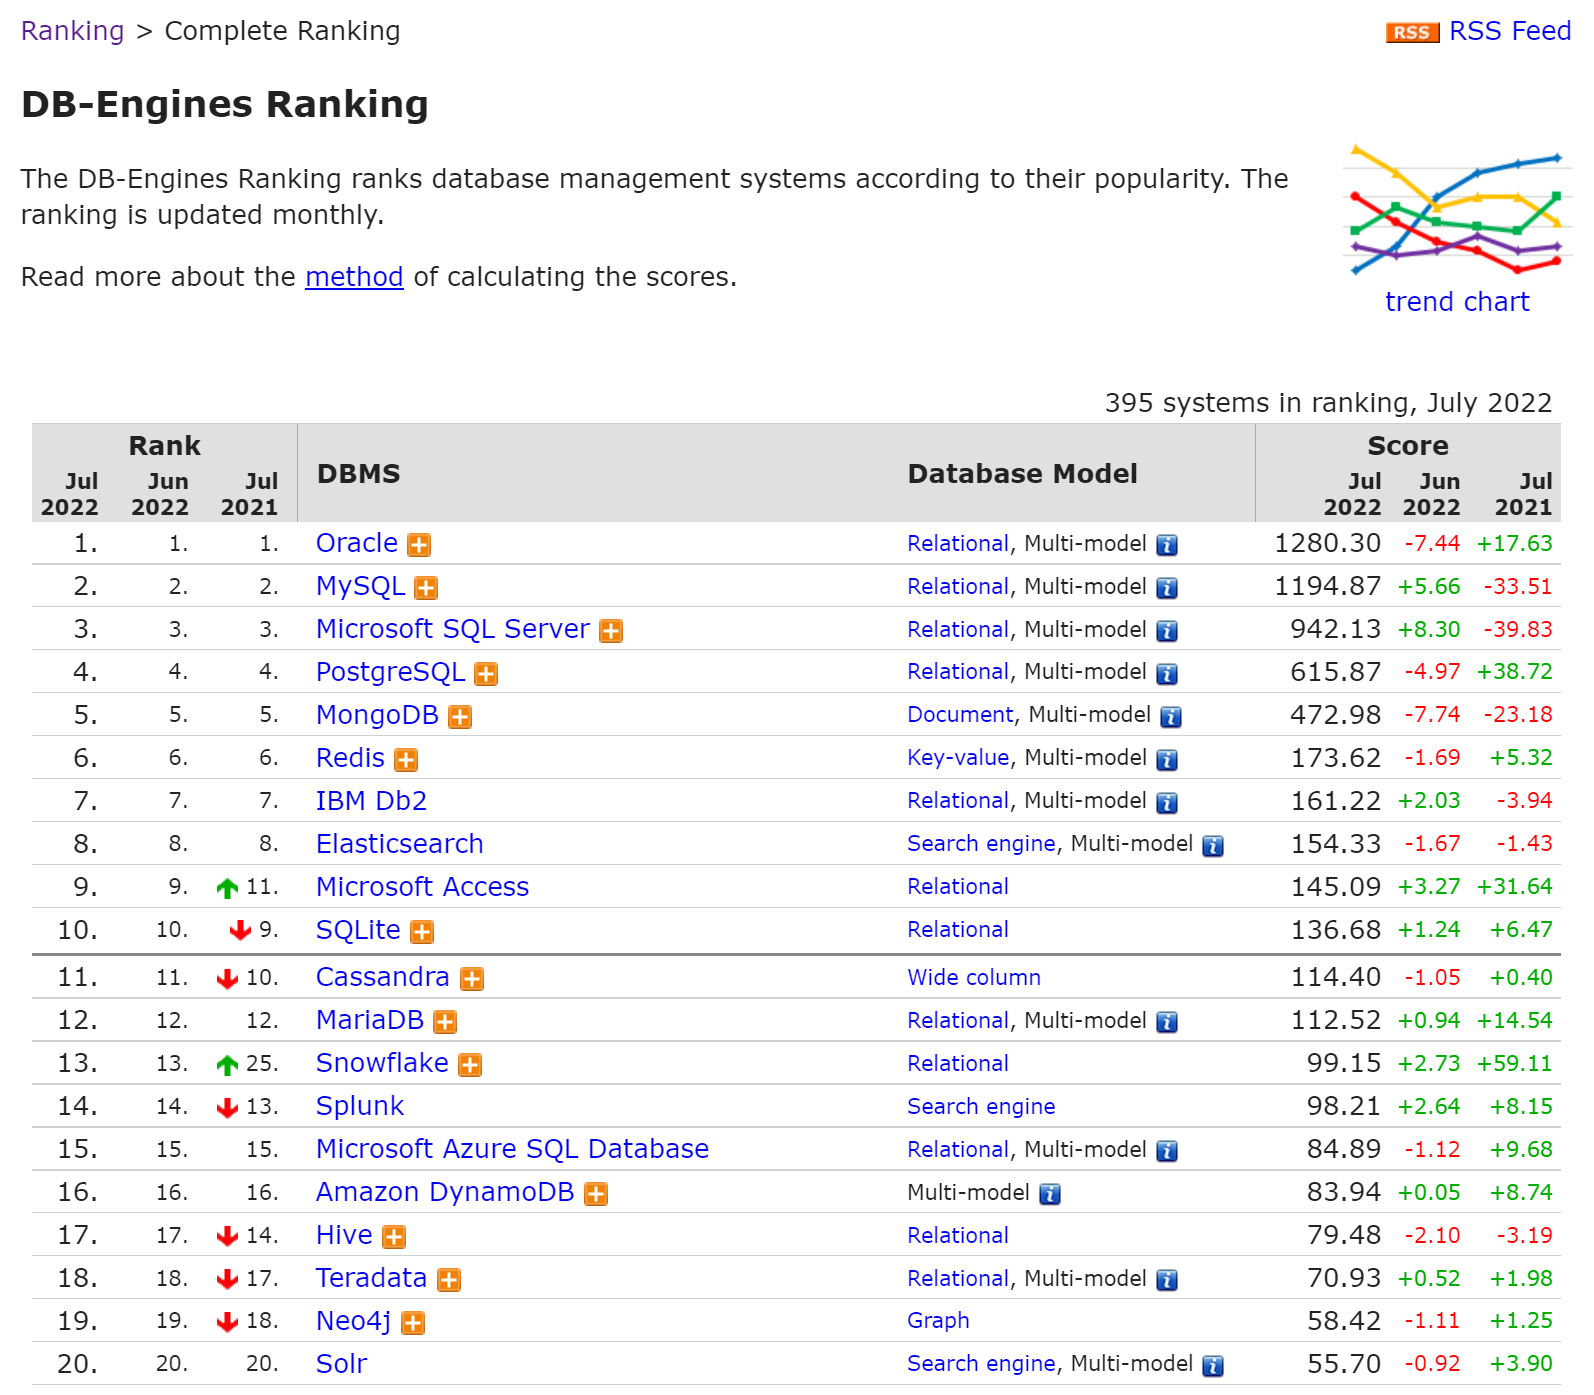 Ranking > Complete Ranking
RSS RSS Feed
DB-Engines Ranking
The DB-Engines Ranking ranks database management systems according to their popularity. The
ranking is updated monthly.
Read more about the method of calculating the scores.
trend chart
395 systems in ranking, July 2022
Rank DBMS Database Model Score
Jul 2022 Jun 2022 Jul 2021 Jul 2022 Jun 2022 Jul 2021
1. 1. 1. Oracle Relational, Multi-model 1280.30 -7.44 +17.63
2. 2. 2. MySQL Relational, Multi-model 1194.87 +5.66 -33.51
3. 3. 3. Microsoft SQL Server Relational, Multi-model 942.13 +8.30 -39.83
4. 4. 4. PostgreSQL Relational, Multi-model 615.87 -4.97 +38.72
5. 5. 5. MongoDB Document, Multi-model 472.98 -7.74 -23.18
6. 6. 6. Redis Key-value, Multi-model 173.62 -1.69 +5.32
7. 7. 7. IBM Db2 Relational, Multi-model 161.22 +2.03 -3.94
8. 8. 8. Elasticsearch Search engine, Multi-model 154.33 -1.67 -1.43
9. 9. 11. Microsoft Access Relational 145.09 +3.27 +31.64
10. 10. 9. SQLite Relational 136.68 +1.24 +6.47
11. 11. 10. Cassandra Wide column 114.40 -1.05 +0.40
12. 12. 12. MariaDB Relational, Multi-model 112.52 +0.94 +14.54
13. 13. 25. Snowflake Relational 99.15 +2.73 +59.11
14. 14. 13. Splunk Search engine 98.21 +2.64 +8.15
15. 15. 15. Microsoft Azure SQL Database Relational, Multi-model 84.89 -1.12 +9.68
16. 16. 16. Amazon DynamoDB Multi-model 83.94 +0.05 +8.74
17. 17. 14. Hive Relational 79.48 -2.10 -3.19
18. 18. 17. Teradata Relational, Multi-model 70.93 +0.52 +1.98
19. 19. 18. Neo4j Graph 58.42 -1.11 +1.25
20. 20. 20. Solr Search engine, Multi-model 55.70 -0.92 +3.90